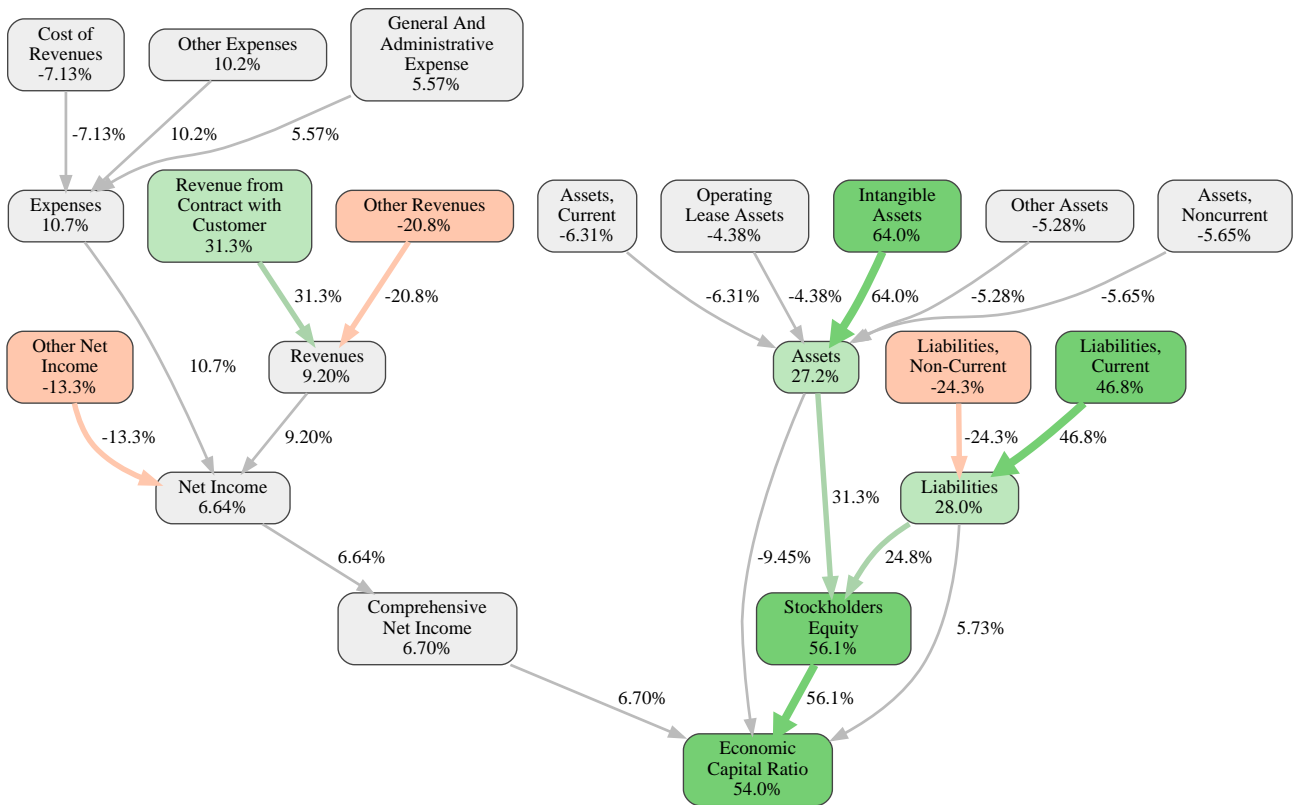 Cost of
Revenues
-7.13%
Other Expenses
10.2%
General And
Administrative
Expense
5.57%
-7.13%
10.2%
5.57%
Expenses
10.7%
Revenue from
Contract with
Customer
31.3%
Other Revenues
-20.8%
Assets,
Current
-6.31%
Operating
Lease Assets
-4.38%
Intangible
Assets
64.0%
Other Assets
-5.28%
Assets,
Noncurrent
-5.65%
31.3%
-20.8%
-6.31%
-4.38%
64.0%
-5.28%
-5.65%
Other Net
Income
-13.3%
10.7%
Revenues
9.20%
Assets
27.2%
Liabilities,
Non-Current
-24.3%
Liabilities,
Current
46.8%
-13.3%
9.20%
-24.3%
46.8%
Net Income
6.64%
31.3%
Liabilities
28.0%
6.64%
-9.45%
24.8%
Comprehensive
Net Income
6.70%
Stockholders
Equity
56.1%
5.73%
6.70%
56.1%
Economic
Capital Ratio
54.0%